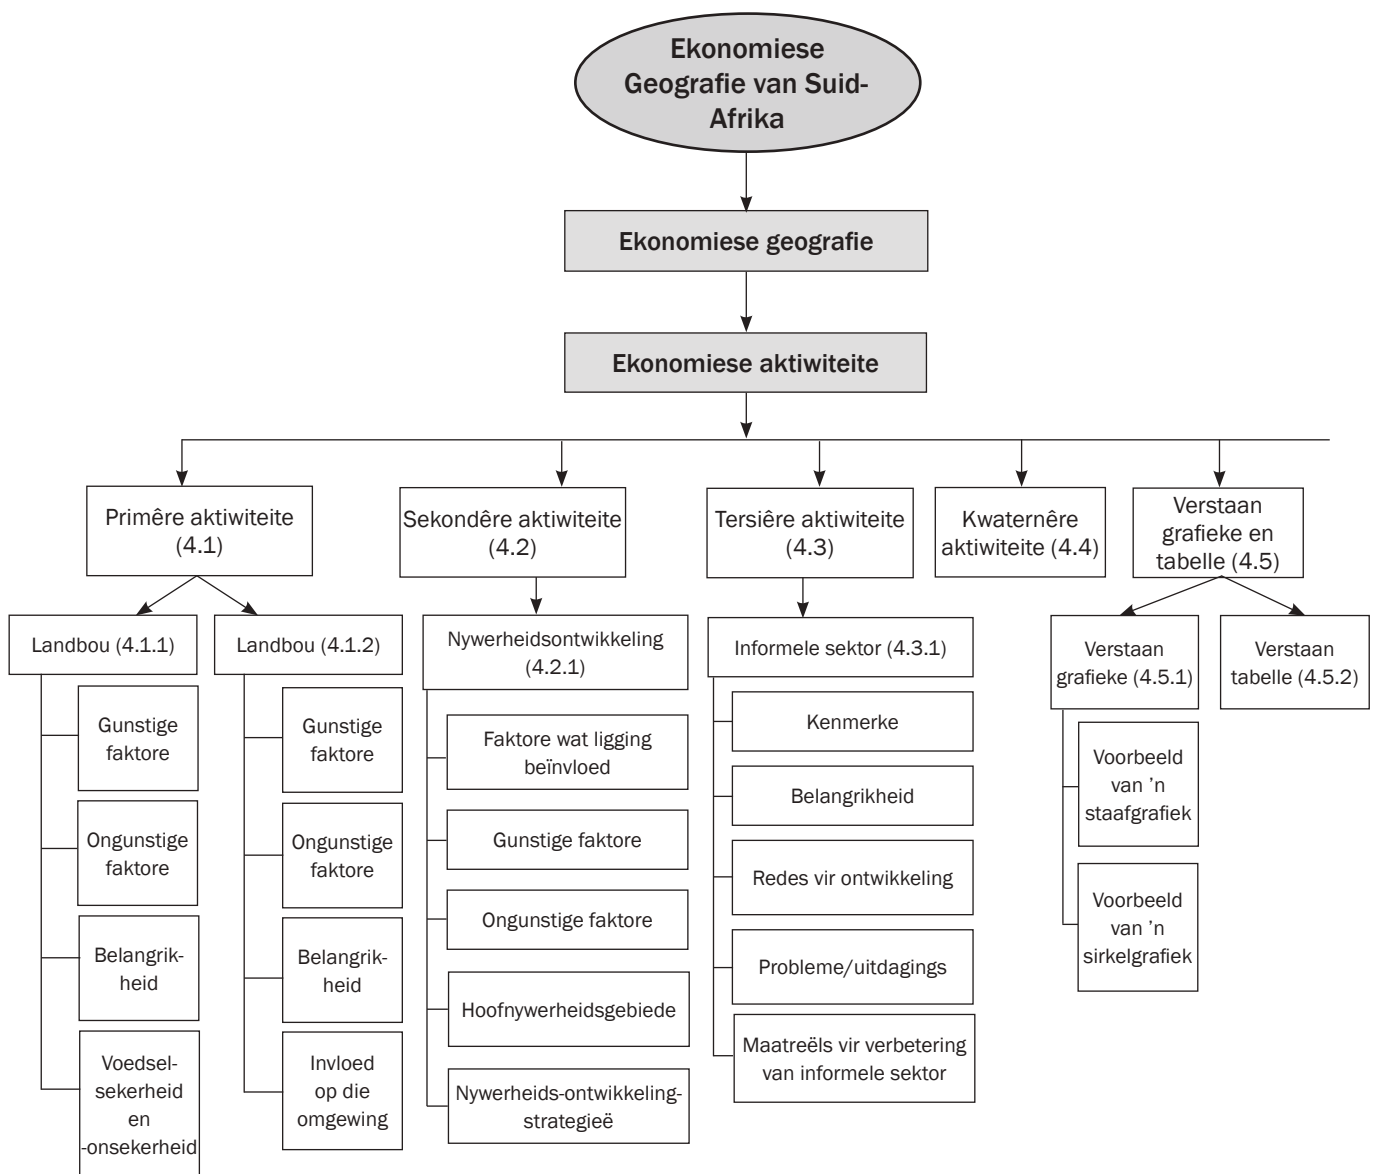 Ekonomiese
Geografie van Suid-
Afrika
Ekonomiese geografie
Ekonomiese aktiwiteite
Primêre aktiwiteite
(4.1)
Sekondêre aktiwiteite
(4.2)
Tersiêre aktiwiteite
(4.3)
Kwaternêre
aktiwiteite (4.4)
Verstaan
grafieke en
tabelle (4.5)
Landbou (4.1.1)
Gunstige
faktore
Ongunstige
faktore
Belangrik-
heid
Voedsel-
sekerheid
en
-onsekerheid
Landbou (4.1.2)
Gunstige
faktore
Ongunstige
faktore
Belangrik-
heid
Invloed
op die
omgewing
Nywerheidsontwikkeling
(4.2.1)
Faktore wat ligging
beïnvloed
Gunstige faktore
Ongunstige faktore
Hoofnywerheidsgebiede
Nywerheids-ontwikkeling-
strategieë
Informele sektor (4.3.1)
Kenmerke
Belangrikheid
Redes vir ontwikkeling
Probleme/uitdagings
Maatreëls vir verbetering
van informele sektor
Verstaan
grafieke (4.5.1)
Voorbeeld
van ’n
staafgrafiek
Voorbeeld
van ’n
sirkelgrafiek
Verstaan
tabelle (4.5.2)